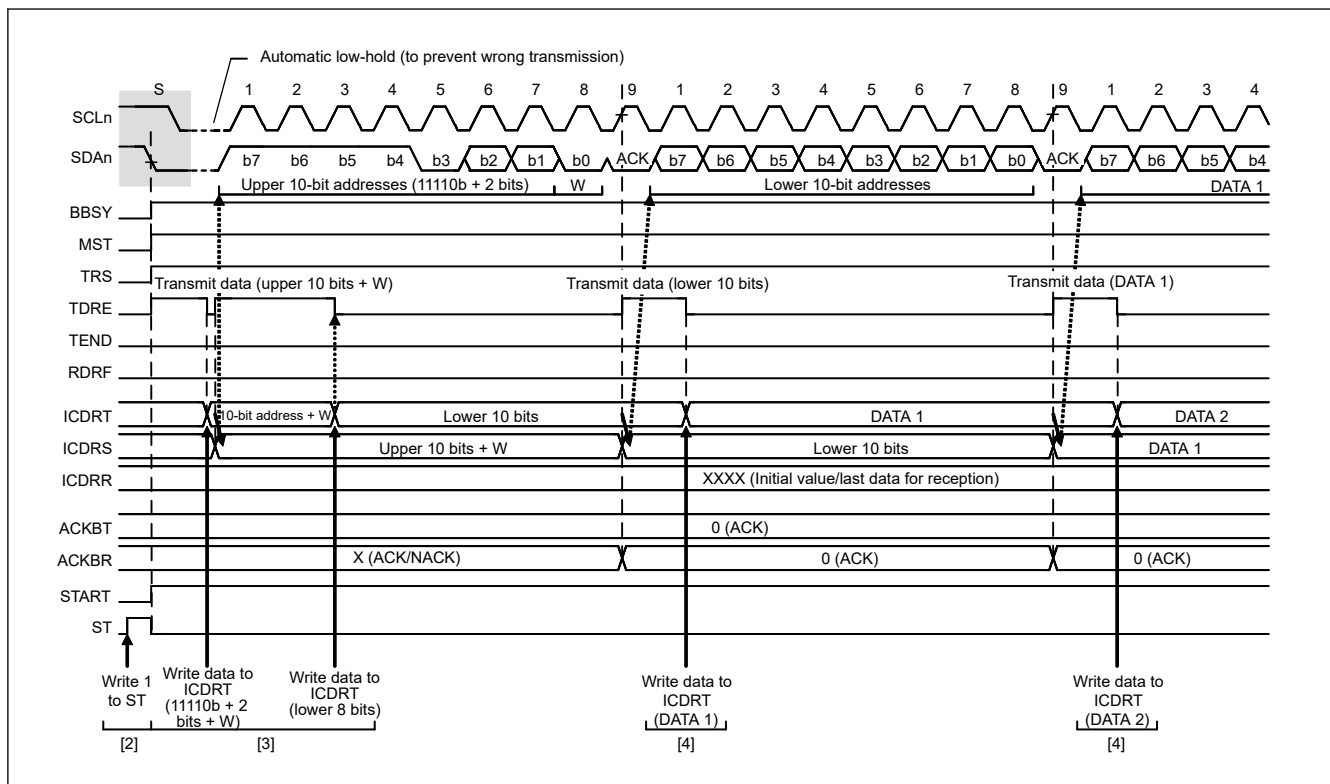 Automatic low-hold (to prevent wrong transmission)
S 1 2 3 4 5 6 7 8 9 1 2 3 4 5 6 7 8 9 1 2 3 4
SCLn
SDAn b7 b6 b5 b4 b3 b2 b1 b0 ACK b7 b6 b5 b4 b3 b2 b1 b0 ACK b7 b6 b5 b4
Upper 10-bit addresses (11110b + 2 bits) W Lower 10-bit addresses DATA 1
BBSY
MST
TRS
Transmit data (upper 10 bits + W) Transmit data (lower 10 bits) Transmit data (DATA 1)
TDRE
TEND
RDRF
ICDRT 10-bit address + W Lower 10 bits DATA 1 DATA 2
ICDRS Upper 10 bits + W Lower 10 bits DATA 1
ICDRR XXXX (Initial value/last data for reception)
ACKBT 0 (ACK)
ACKBR X (ACK/NACK) 0 (ACK) 0 (ACK)
START
ST
Write 1
to ST
Write data to
ICDRT
(11110b + 2
bits + W)
Write data to
ICDRT
(lower 8 bits)
Write data to
ICDRT
(DATA 1)
Write data to
ICDRT
(DATA 2)
[2] [3] [4] [4]